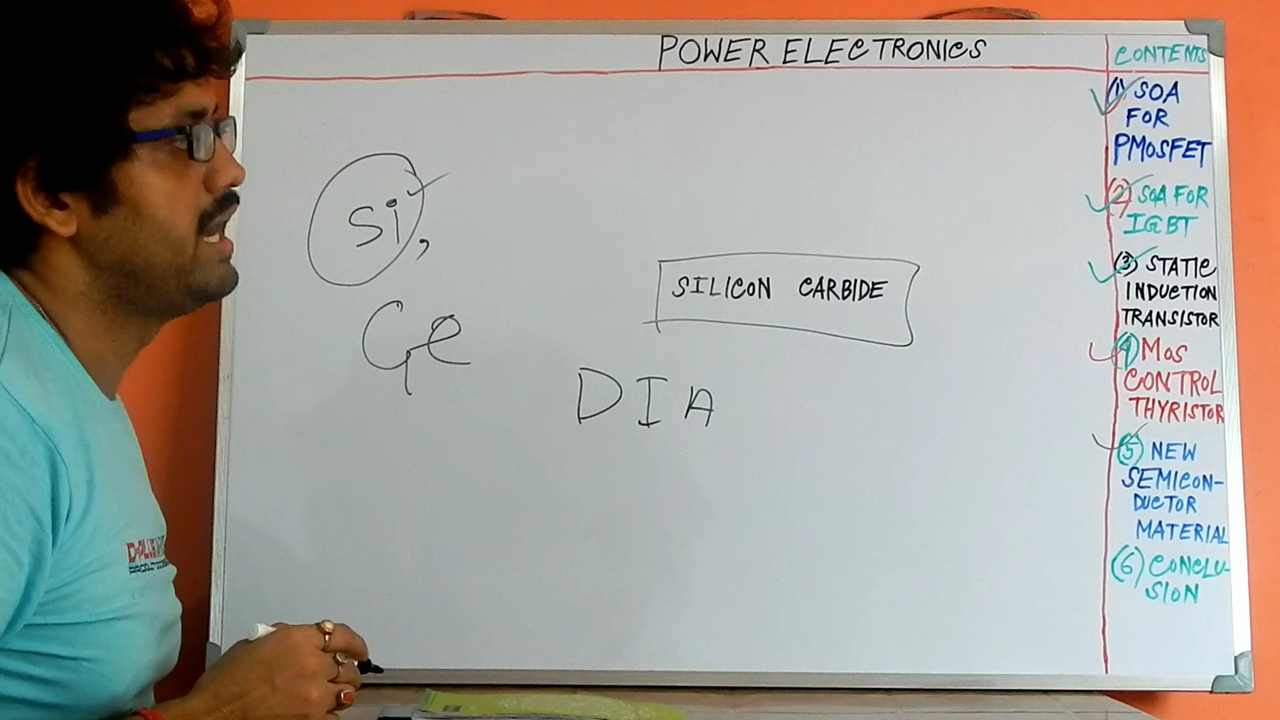 POWER ELECTRONICS
Si,
Ge
SILICON CARBIDE
DIA
CONTENTS
(1) SOA
FOR
PMOSFET
(2) SOA FOR
IGBT
(3) STATIC
INDUCTION
TRANSISTOR
(4) MOS
CONTROL
THYRISTOR
(5) NEW
SEMICON-
DUCTOR
MATERIAL
(6) CONCLU-
SION